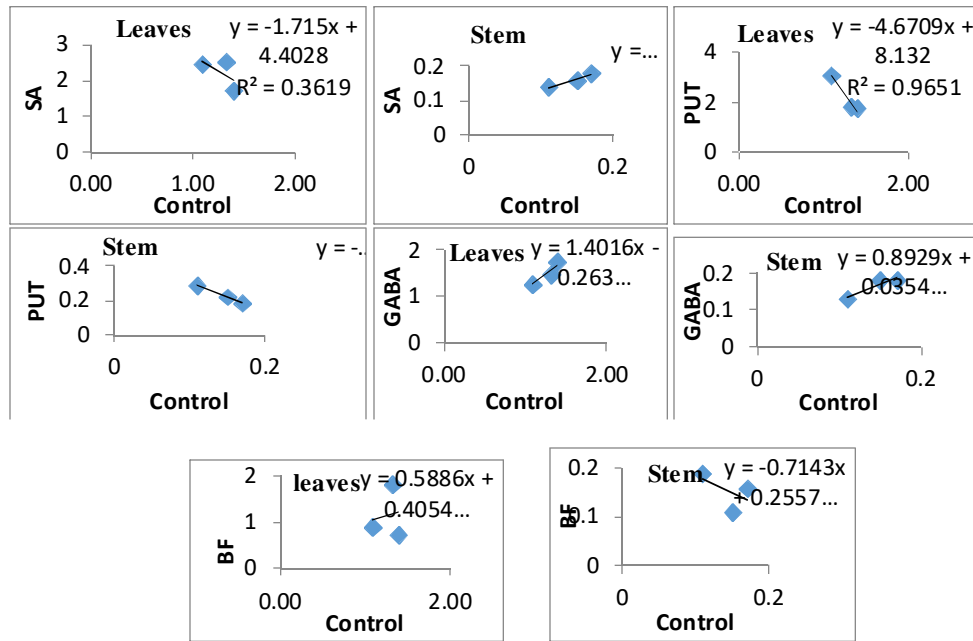 Leaves
y = -1.715x +
4.4028
R² = 0.3619
SA
3
2
1
0
0.00 1.00 2.00
Control
Stem
y =...
SA
0.2
0.1
0
0 0.2
Control
Leaves
y = -4.6709x +
8.132
R² = 0.9651
PUT
4
2
0
0.00 2.00
Control
Stem
y = -...
PUT
0.4
0.2
0
0 0.2
Control
Leaves
y = 1.4016x -
0.263...
GABA
2
1
0
0.00 2.00
Control
Stem
y = 0.8929x +
0.0354...
GABA
0.2
0.1
0
0 0.2
Control
leaves
y = 0.5886x +
0.4054...
BF
2
1
0
0.00 2.00
Control
Stem
y = -0.7143x
+ 0.2557...
BF
0.2
0.1
0
0 0.2
Control